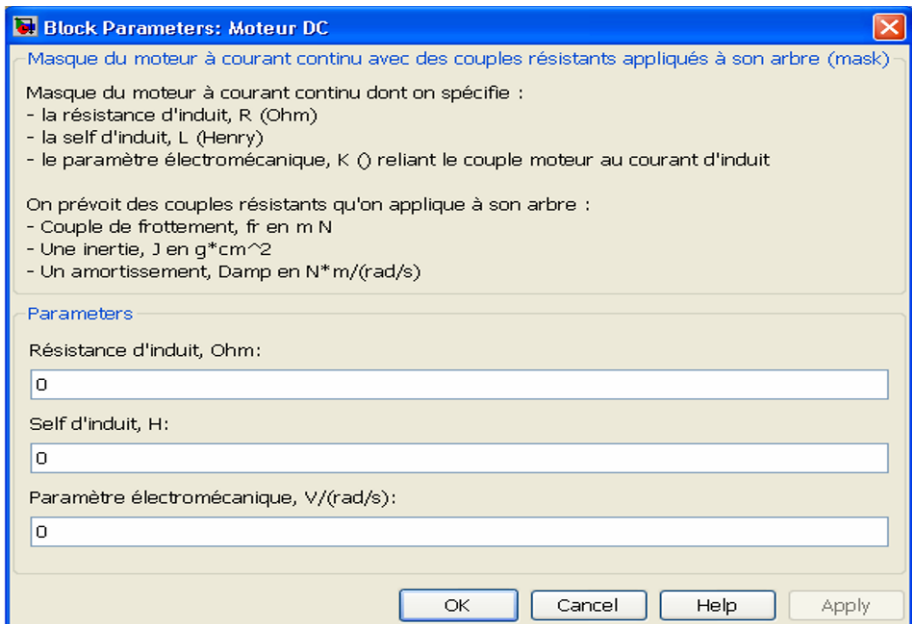 Block Parameters: Moteur DC
Masque du moteur à courant continu avec des couples résistants appliqués à son arbre (mask)
Masque du moteur à courant continu dont on spécifie :
- la résistance d'induit, R (Ohm)
- la self d'induit, L (Henry)
- le paramètre électromécanique, K () reliant le couple moteur au courant d'induit
On prévoit des couples résistants qu'on applique à son arbre :
- Couple de frottement, fr en m N
- Une inertie, J en g*cm^2
- Un amortissement, Damp en N*m/(rad/s)
Parameters
Résistance d'induit, Ohm:
0
Self d'induit, H:
0
Paramètre électromécanique, V/(rad/s):
0
OK Cancel Help Apply